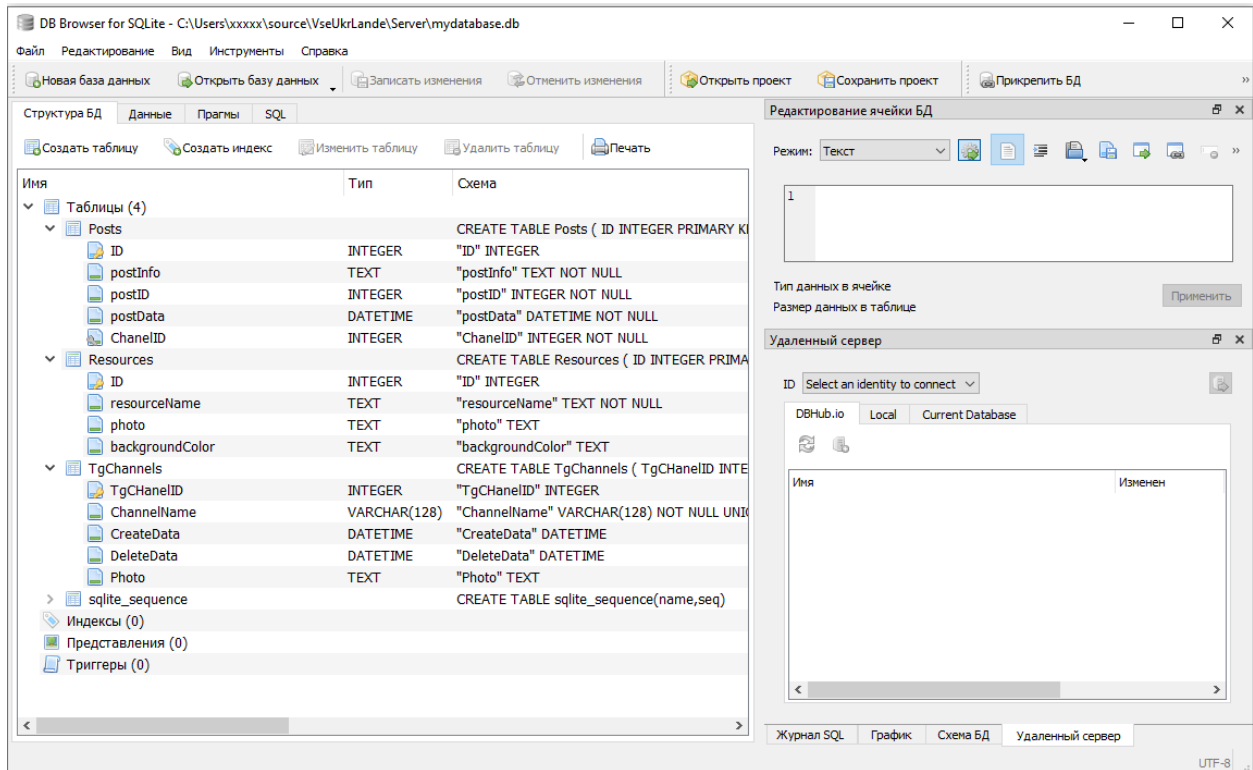 DB Browser for SQLite - C:\Users\xxxxx\source\VseUkrLande\Server\mydatabase.db
Файл Редактирование Вид Инструменты Справка
Новая база данных Открыть базу данных Записать изменения Отменить изменения Открыть проект Сохранить проект Прикрепить БД »
Структура БД Данные Прагмы SQL
Создать таблицу Создать индекс Изменить таблицу Удалить таблицу Печать
Имя Тип Схема
Таблицы (4)
Posts CREATE TABLE Posts ( ID INTEGER PRIMARY
ID INTEGER "ID" INTEGER
postInfo TEXT "postInfo" TEXT NOT NULL
postID INTEGER "postID" INTEGER NOT NULL
postData DATETIME "postData" DATETIME NOT NULL
ChanelID INTEGER "ChanelID" INTEGER NOT NULL
Resources CREATE TABLE Resources ( ID INTEGER PRIMA
ID INTEGER "ID" INTEGER
resourceName TEXT "resourceName" TEXT NOT NULL
photo TEXT "photo" TEXT
backgroundColor TEXT "backgroundColor" TEXT
TgChannels CREATE TABLE TgChannels ( TgCHanelID INTE
TgCHanelID INTEGER "TgCHanelID" INTEGER
ChannelName VARCHAR(128) "ChannelName" VARCHAR(128) NOT NULL UNI
CreateData DATETIME "CreateData" DATETIME
DeleteData DATETIME "DeleteData" DATETIME
Photo TEXT "Photo" TEXT
sqlite_sequence CREATE TABLE sqlite_sequence(name,seq)
Индексы (0)
Представления (0)
Триггеры (0)
Редактирование ячейки БД
Режим: Текст »
1
Тип данных в ячейке
Размер данных в таблице
Применить
Удаленный сервер
ID Select an identity to connect
DBHub.io Local Current Database
Имя Изменен
Журнал SQL График Схема БД Удаленный сервер
UTF-8